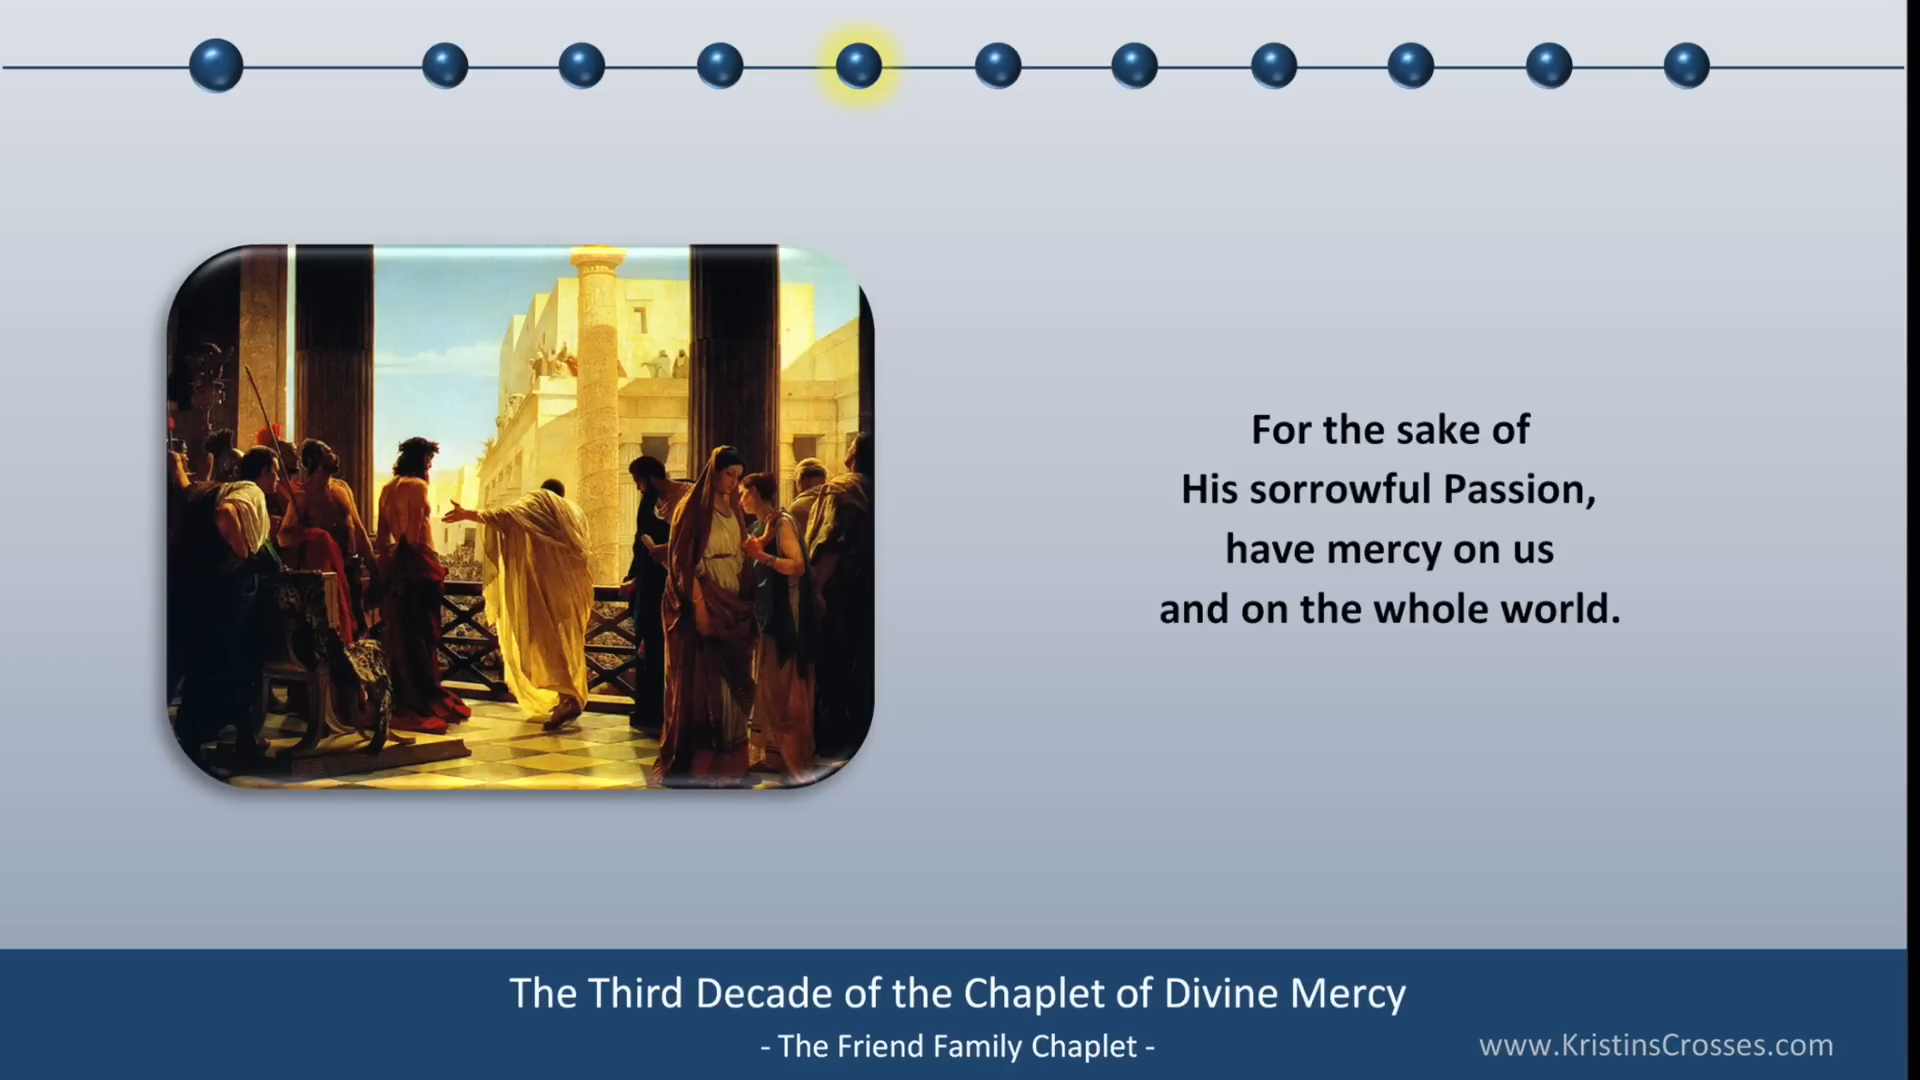 For the sake of
His sorrowful Passion,
have mercy on us
and on the whole world.
The Third Decade of the Chaplet of Divine Mercy
- The Friend Family Chaplet -
www.KristinsCrosses.com